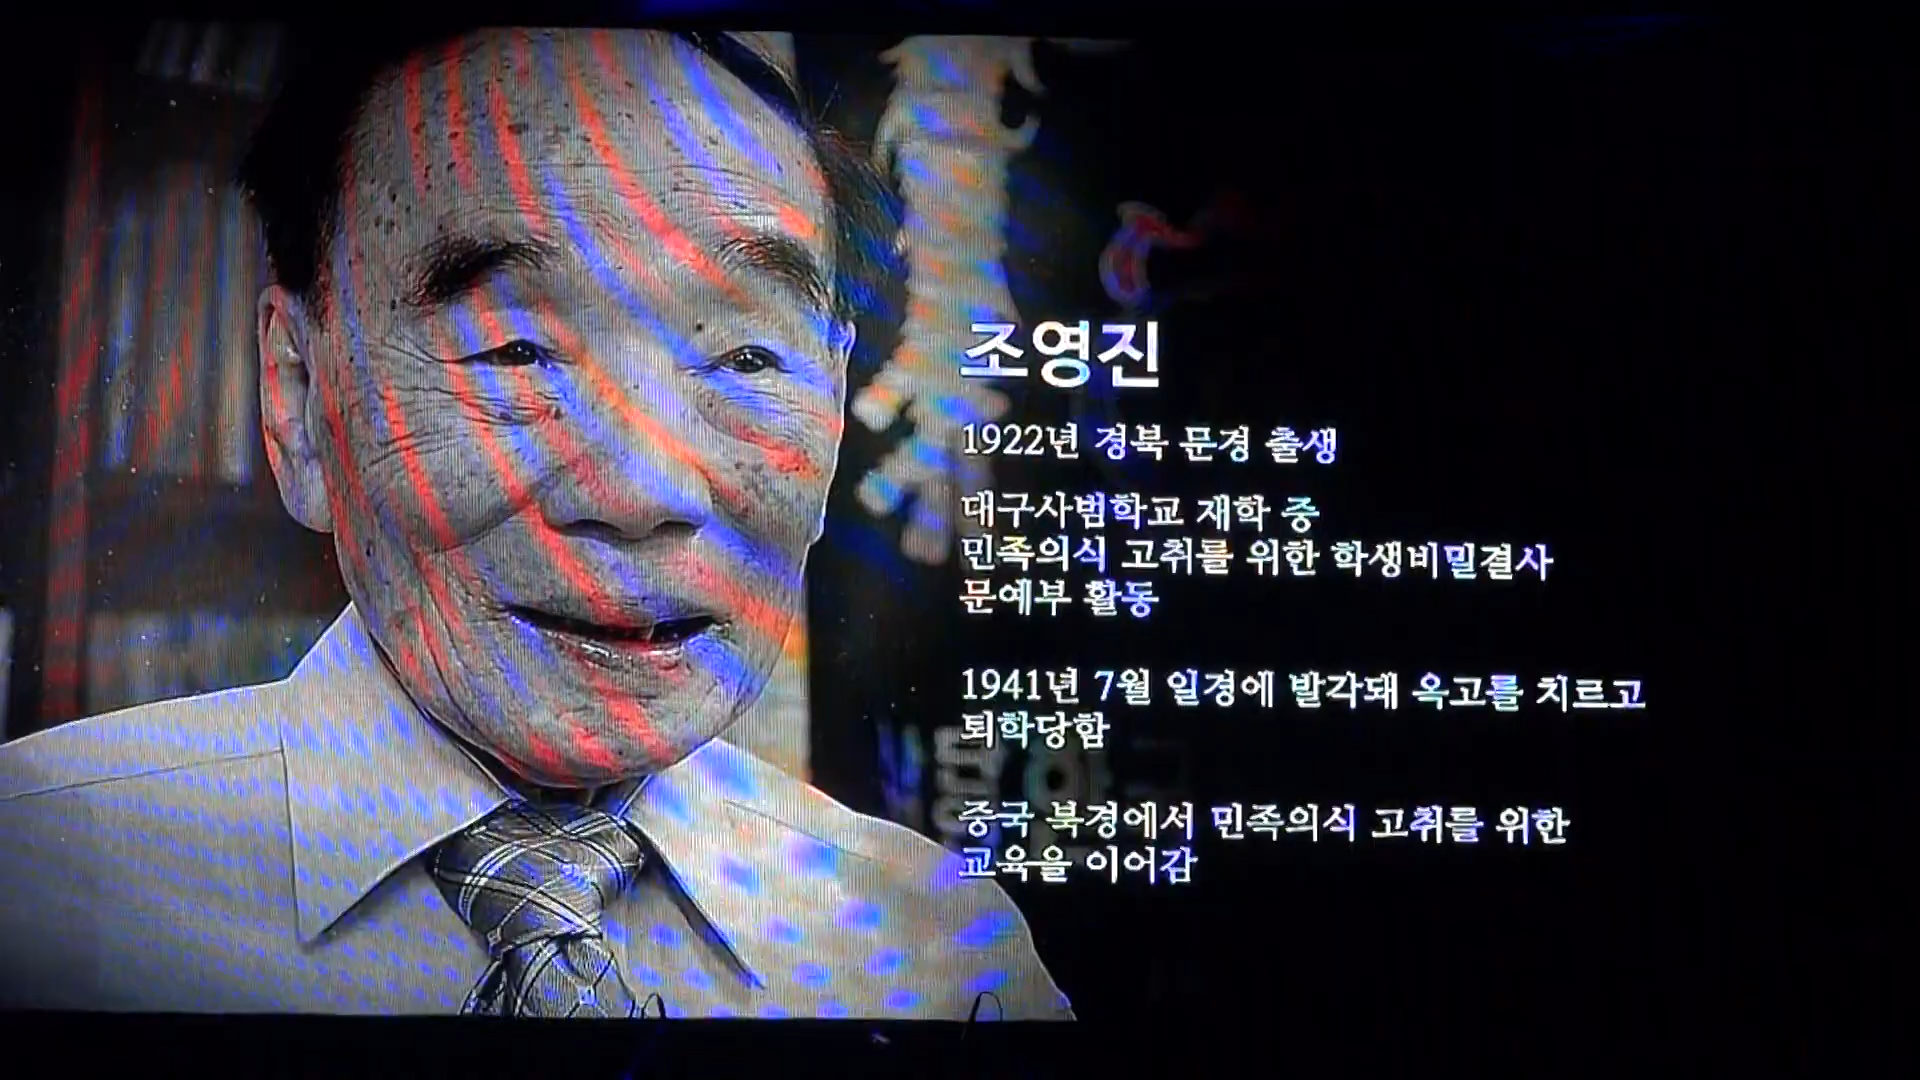 조영진
1922년 경북 문경 출생
대구사범학교 재학 중
민족의식 고취를 위한 학생비밀결사
문예부 활동
1941년 7월 일경에 발각돼 옥고를 치르고
퇴학당함
중국 북경에서 민족의식 고취를 위한
교육을 이어감